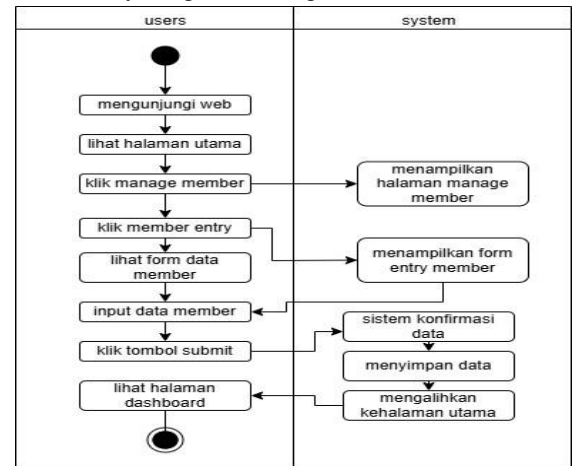 users
system
mengunjungi web
lihat halaman utama
klik manage member
menampilkan
halaman manage
member
klik member entry
lihat form data
member
menampilkan form
entry member
input data member
sistem konfirmasi
data
klik tombol submit
menyimpan data
mengalihkan
kehalaman utama
lihat halaman
dashboard